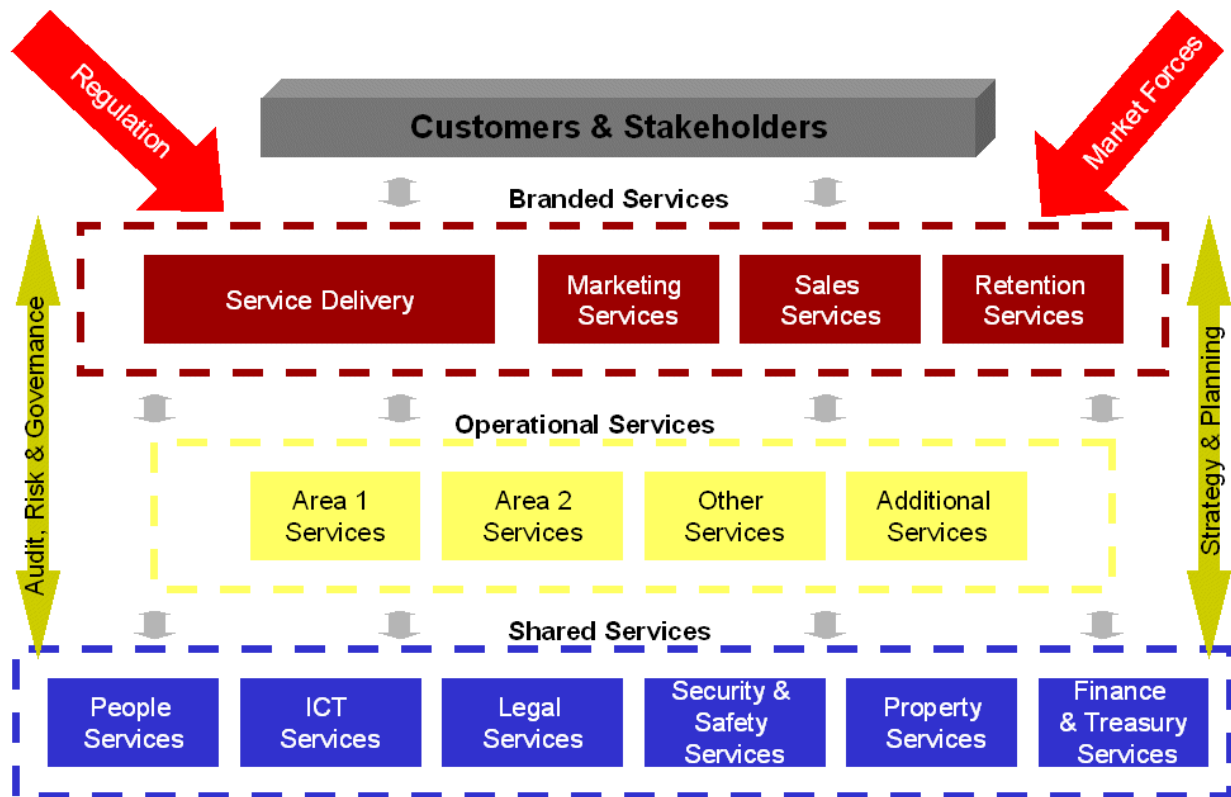 Regulation
Market Forces
Customers & Stakeholders
Branded Services
Service Delivery
Marketing
Services
Sales
Services
Retention
Services
Audit, Risk & Governance
Strategy & Planning
Operational Services
Area 1
Services
Area 2
Services
Other
Services
Additional
Services
Shared Services
People
Services
ICT
Services
Legal
Services
Security &
Safety
Services
Property
Services
Finance
& Treasury
Services